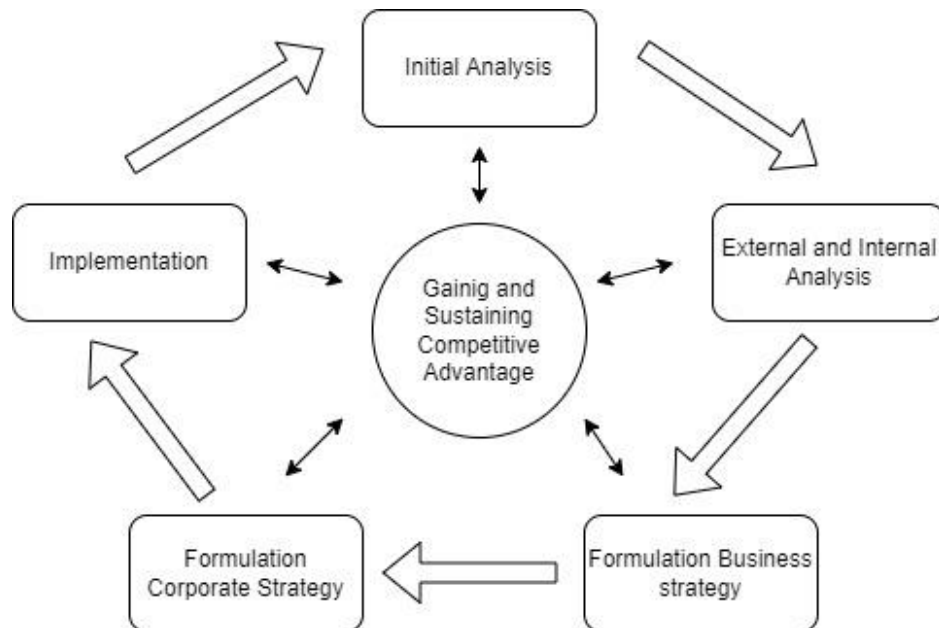 Initial Analysis
External and Internal
Analysis
Implementation
Gainig and
Sustaining
Competitive
Advantage
Formulation
Corporate Strategy
Formulation Business
strategy